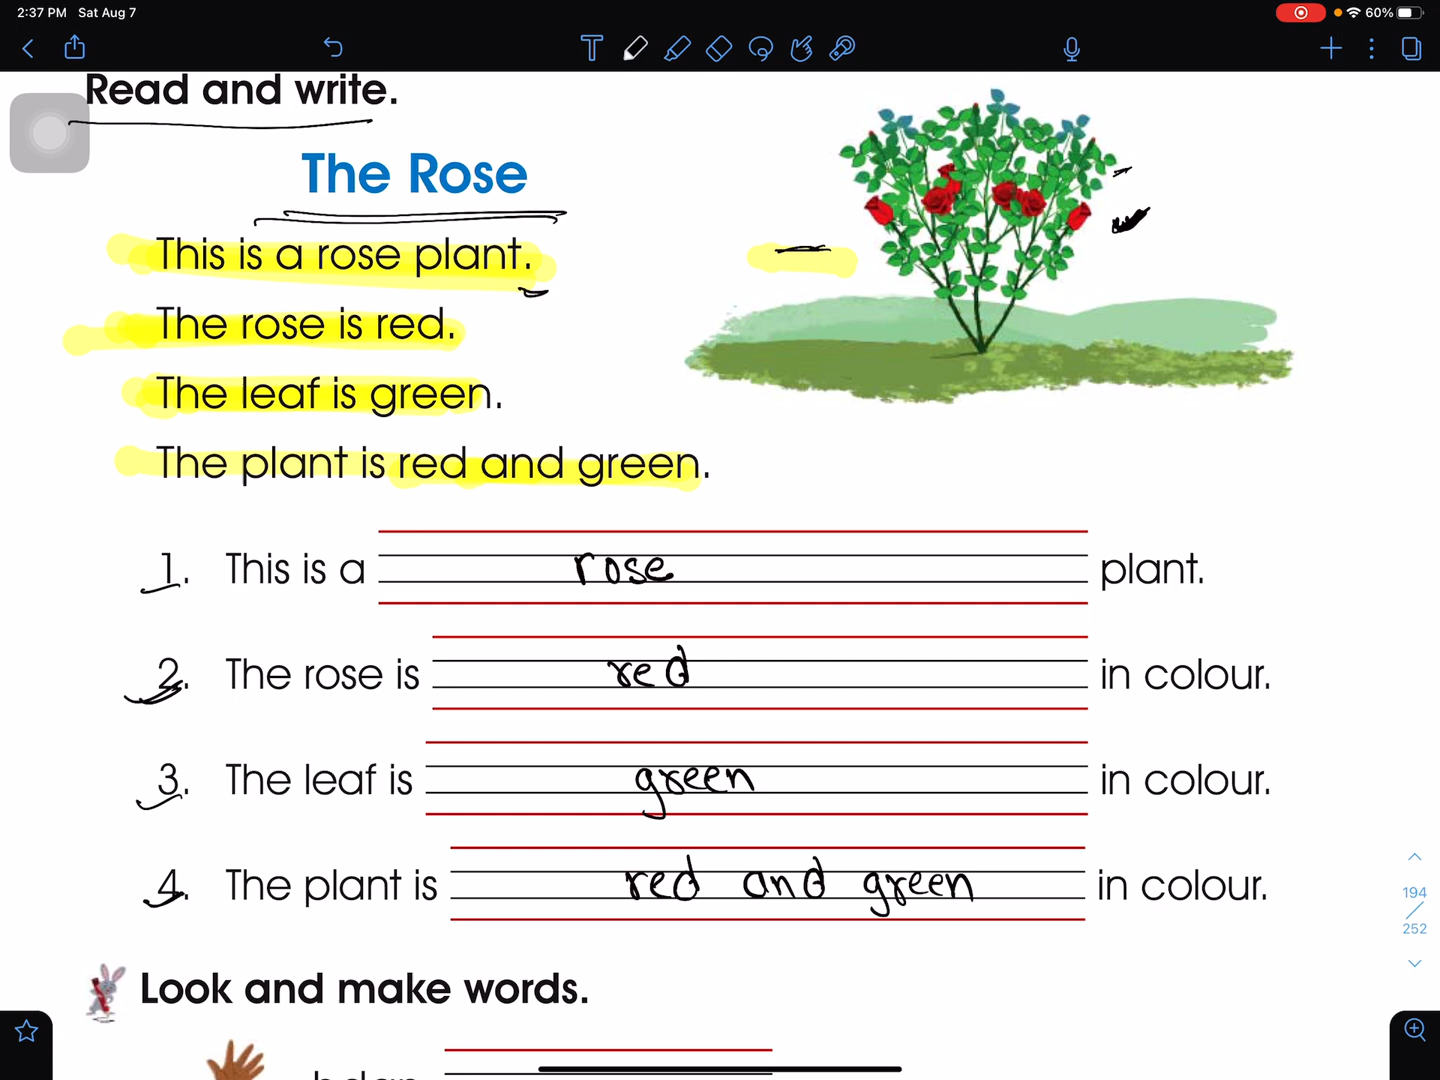 2:37 PM Sat Aug 7
60%
Read and write.
The Rose
This is a rose plant.
The rose is red.
The leaf is green.
The plant is red and green.
1. This is a rose plant.
2. The rose is red in colour.
3. The leaf is green in colour.
4. The plant is red and green in colour.
194
252
Look and make words.